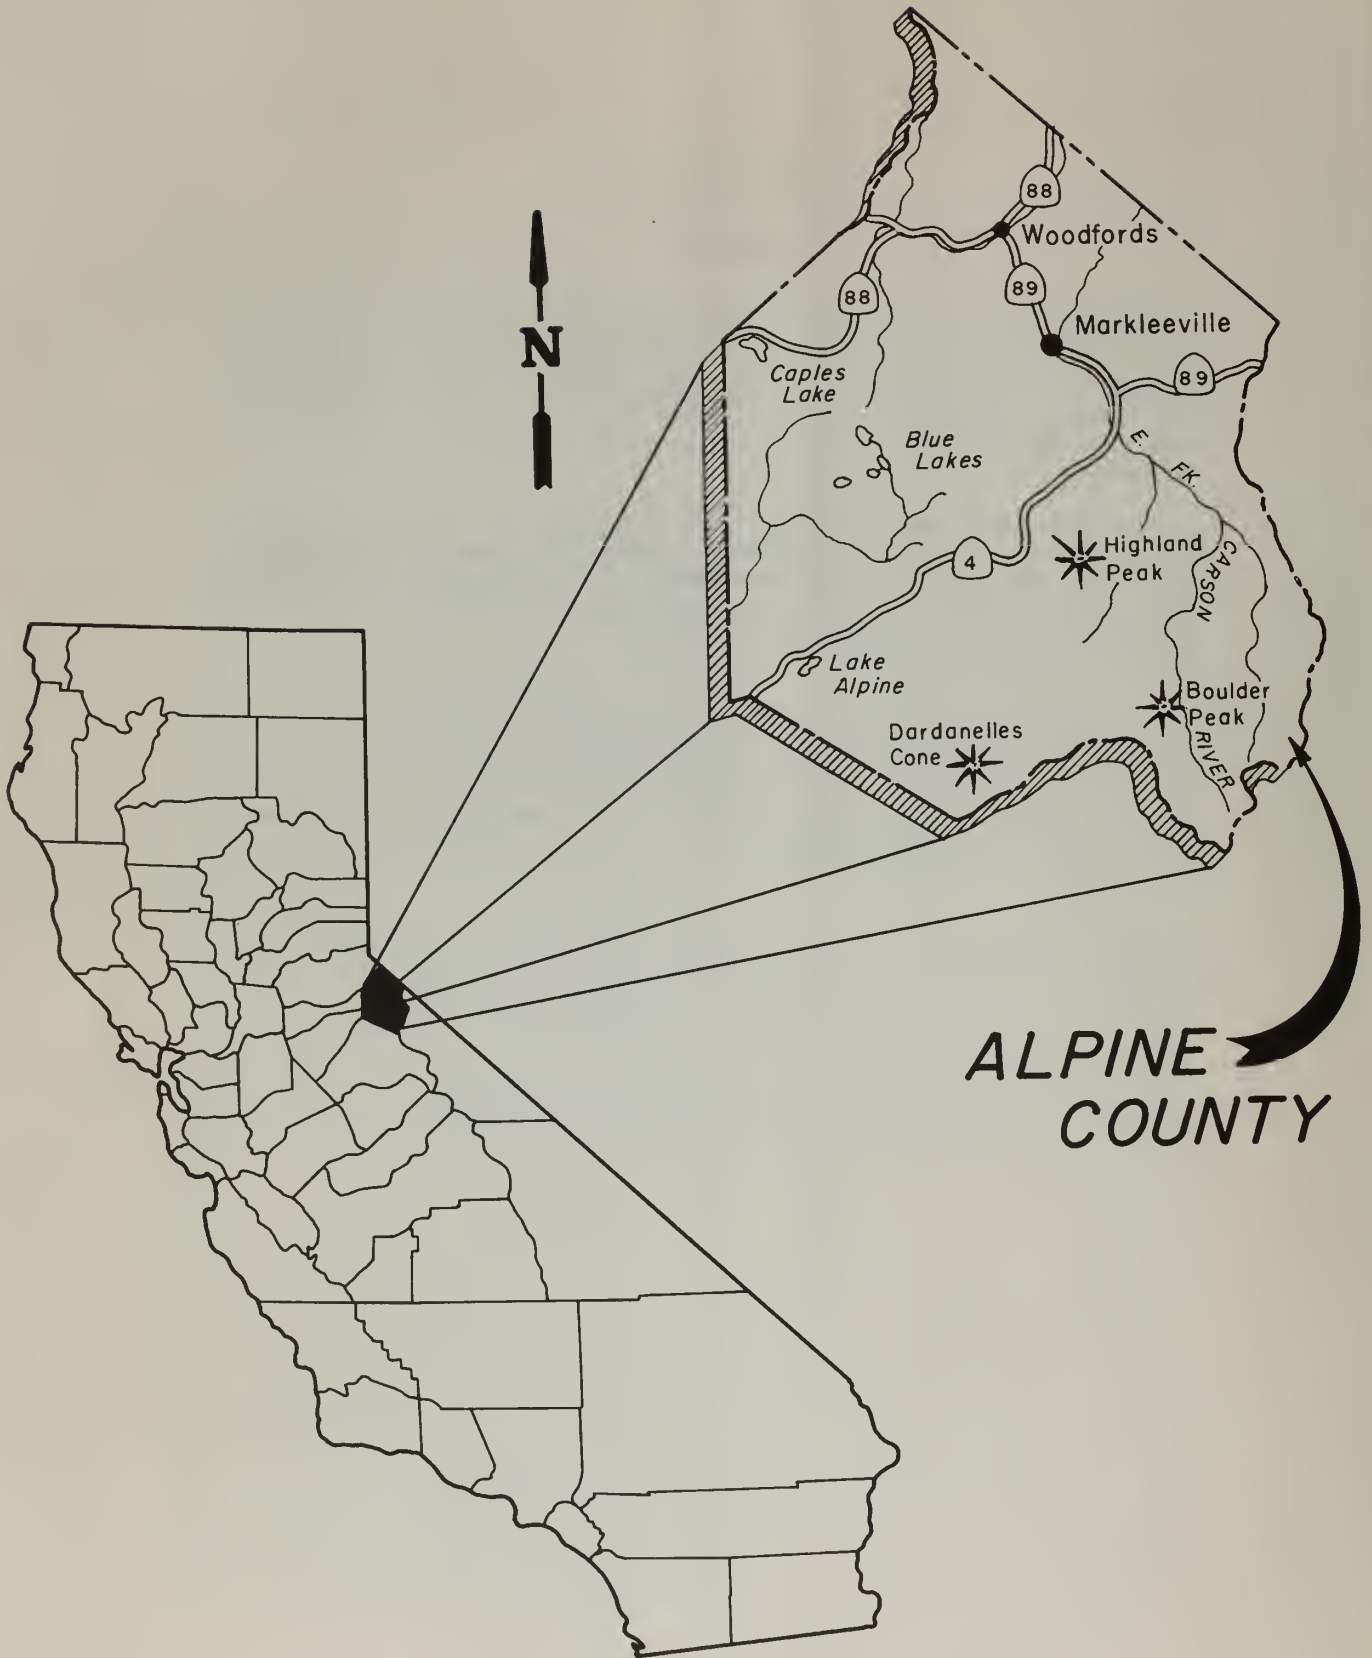 88
Woodfords
N
88
89
Markleeville
Caples
Lake
89
Blue
Lakes
E. FK. CARSON RIVER
4
Highland
Peak
Lake
Alpine
Boulder
Peak
Dardanelles
Cone
ALPINE
COUNTY